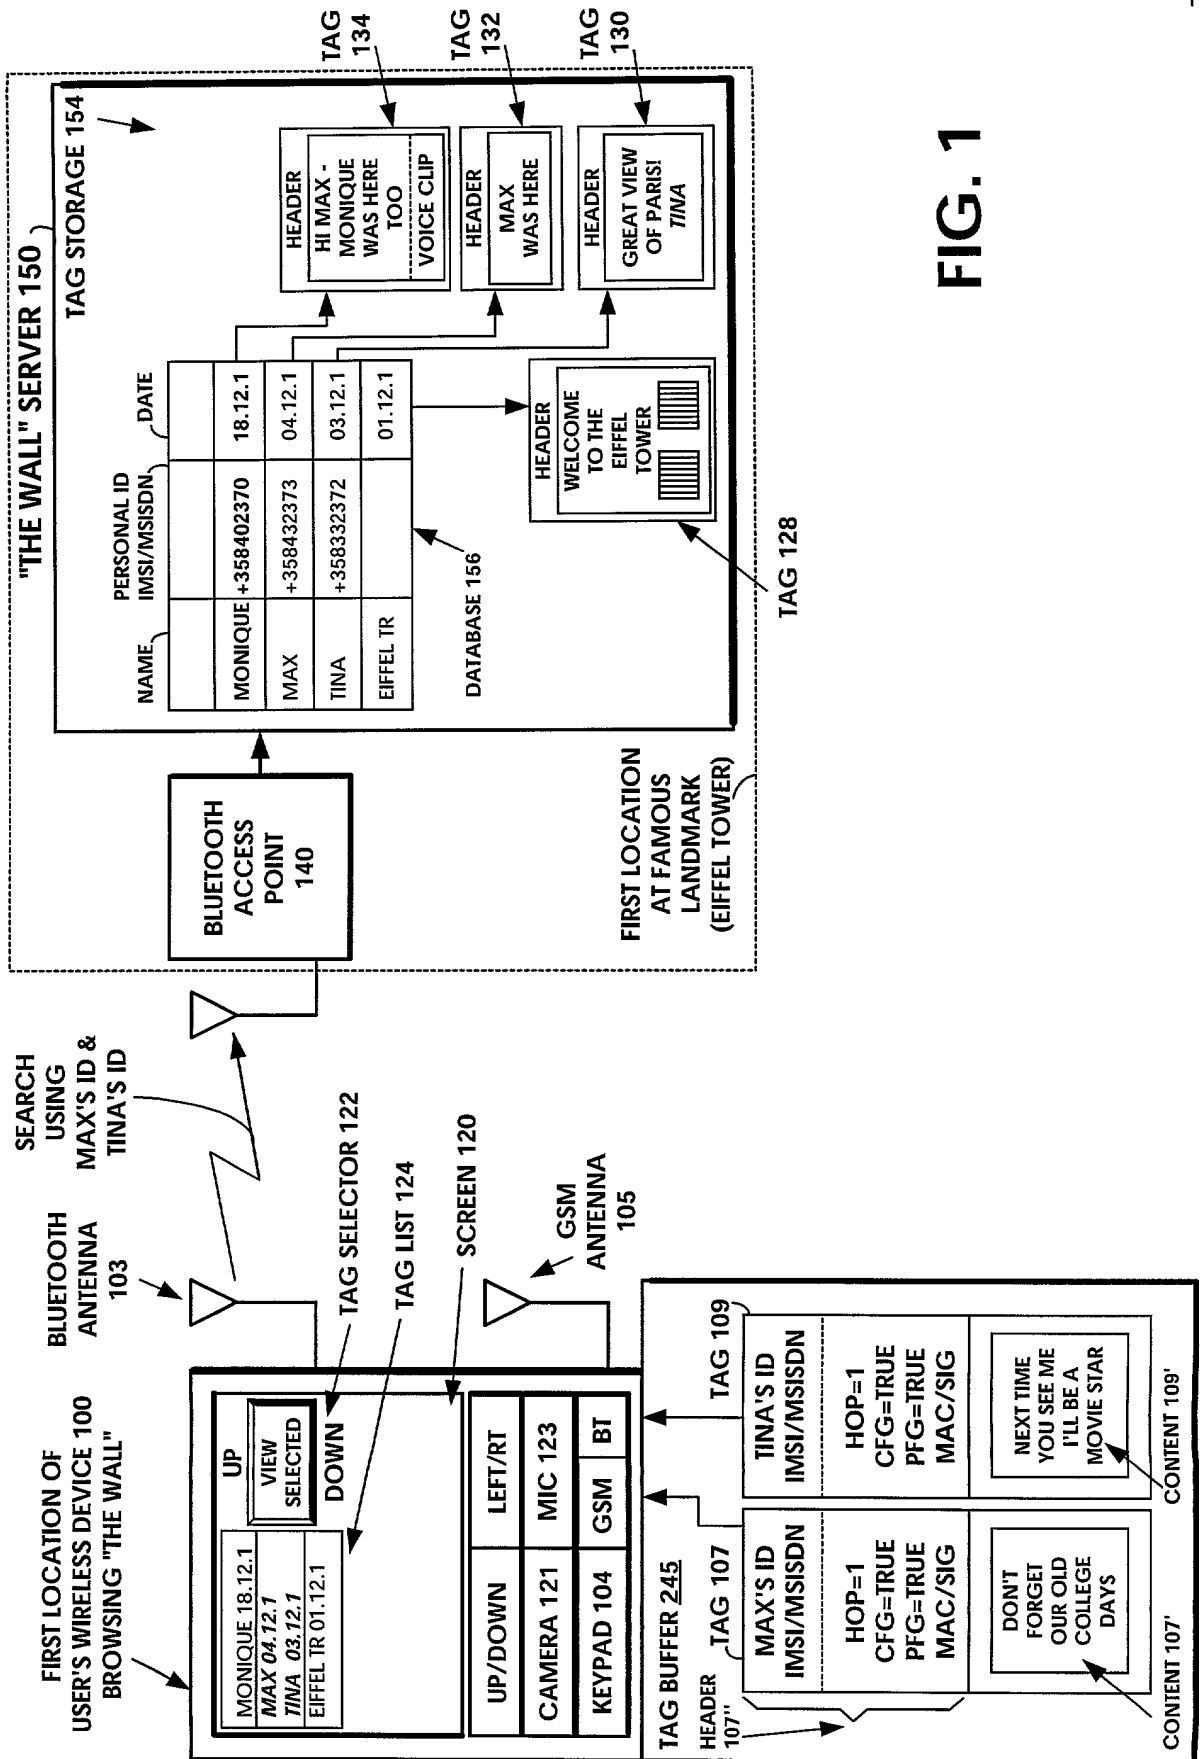 FIRST LOCATION OF
USER'S WIRELESS DEVICE 100
BROWSING "THE WALL"
MONIQUE 18.12.1
MAX 04.12.1
TINA 03.12.1
EIFFEL TR 01.12.1
UP
VIEW
SELECTED
DOWN
UP/DOWN
LEFT/RT
CAMERA 121
MIC 123
KEYPAD 104
GSM
BT
BLUETOOTH
ANTENNA
103
TAG SELECTOR 122
TAG LIST 124
SCREEN 120
GSM
ANTENNA
105
SEARCH
USING
MAX'S ID &
TINA'S ID
TAG BUFFER 245
HEADER
107"
TAG 107
MAX'S ID
IMSI/MSISDN
HOP=1
CFG=TRUE
PFG=TRUE
MAC/SIG
DON'T
FORGET
OUR OLD
COLLEGE
DAYS
CONTENT 107'
TAG 109
TINA'S ID
IMSI/MSISDN
HOP=1
CFG=TRUE
PFG=TRUE
MAC/SIG
NEXT TIME
YOU SEE ME
I'LL BE A
MOVIE STAR
CONTENT 109'
"THE WALL" SERVER 150
TAG STORAGE 154
BLUETOOTH
ACCESS
POINT
140
NAME
PERSONAL ID
IMSI/MSISDN
DATE
MONIQUE +358402370 18.12.1
MAX +358432373 04.12.1
TINA +358332372 03.12.1
EIFFEL TR 01.12.1
DATABASE 156
HEADER
HI MAX -
MONIQUE
WAS HERE
TOO
VOICE CLIP
TAG
134
HEADER
MAX
WAS HERE
TAG
132
HEADER
GREAT VIEW
OF PARIS!
TINA
TAG
130
HEADER
WELCOME
TO THE
EIFFEL
TOWER
TAG 128
FIRST LOCATION
AT FAMOUS
LANDMARK
(EIFFEL TOWER)
FIG. 1